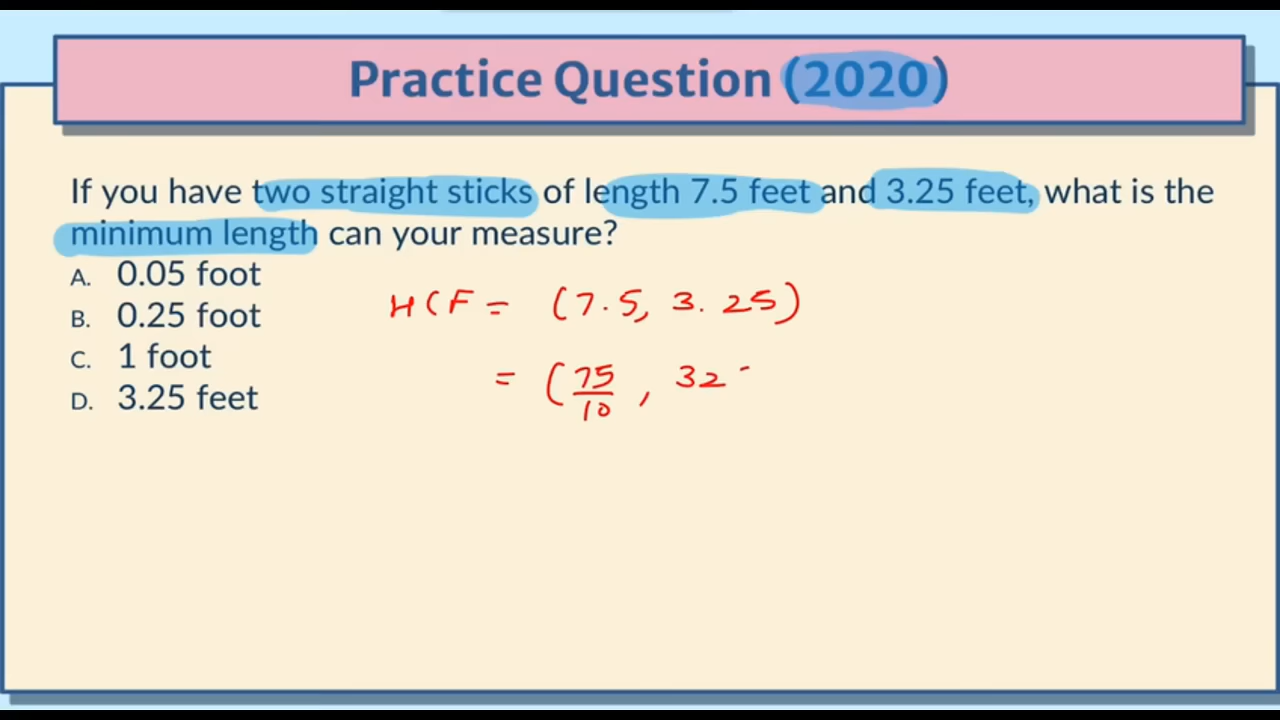 Practice Question (2020)
If you have two straight sticks of length 7.5 feet and 3.25 feet, what is the
minimum length can your measure?
A. 0.05 foot
B. 0.25 foot
C. 1 foot
D. 3.25 feet
HCF = (7.5, 3.25)
= (75/10, 32